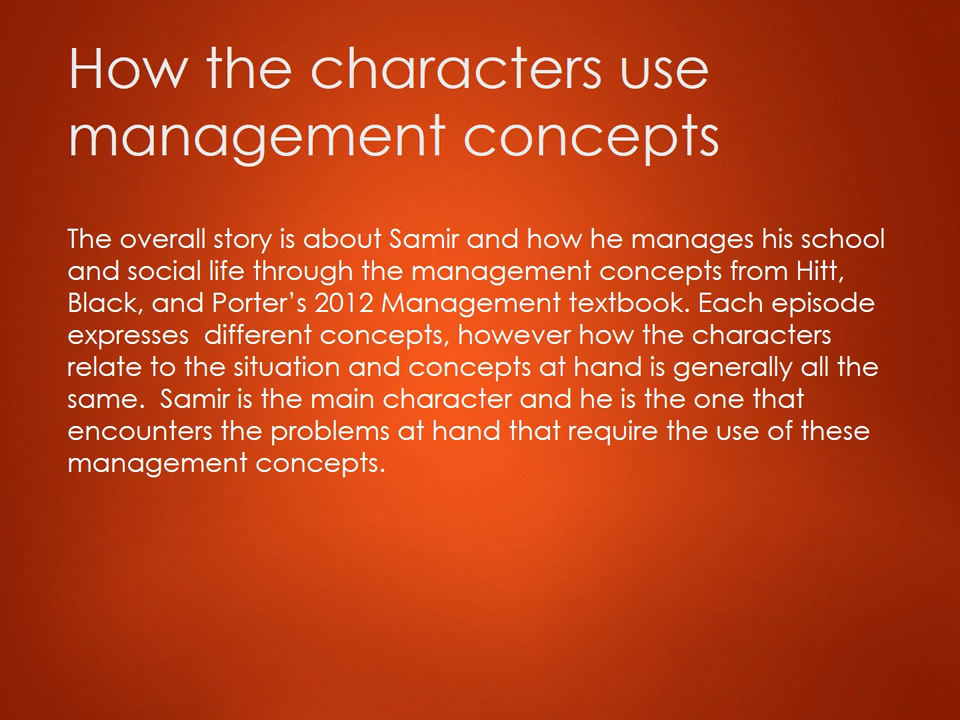 How the characters use
management concepts
The overall story is about Samir and how he manages his school
and social life through the management concepts from Hitt,
Black, and Porter’s 2012 Management textbook. Each episode
expresses  different concepts, however how the characters
relate to the situation and concepts at hand is generally all the
same.  Samir is the main character and he is the one that
encounters the problems at hand that require the use of these
management concepts.